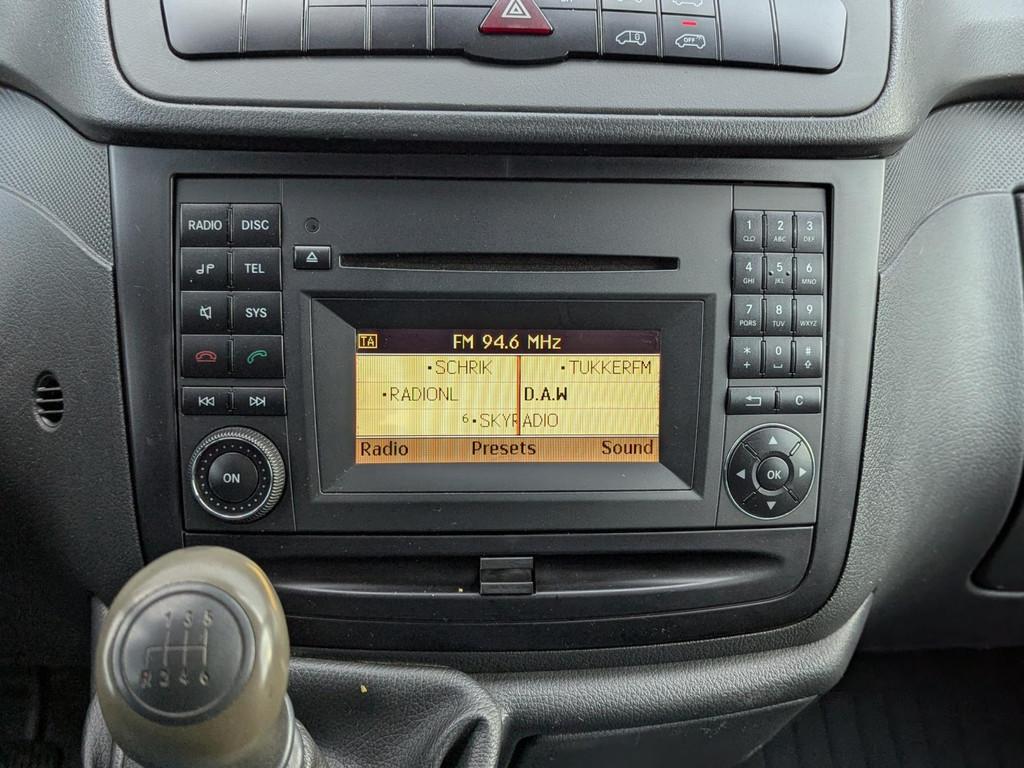 OFF
RADIO DISC
TEL
SYS
ON
TA FM 94.6 MHz
•SCHRIK •TUKKERFM
•RADIONL D.A.W
6•SKYRADIO
Radio Presets Sound
1 2 3
ABC DEF
4 5 6
GHI JKL MNO
7 8 9
PQRS TUV WXYZ
* 0 #
+
C
OK
1 3 5
R 2 4 6